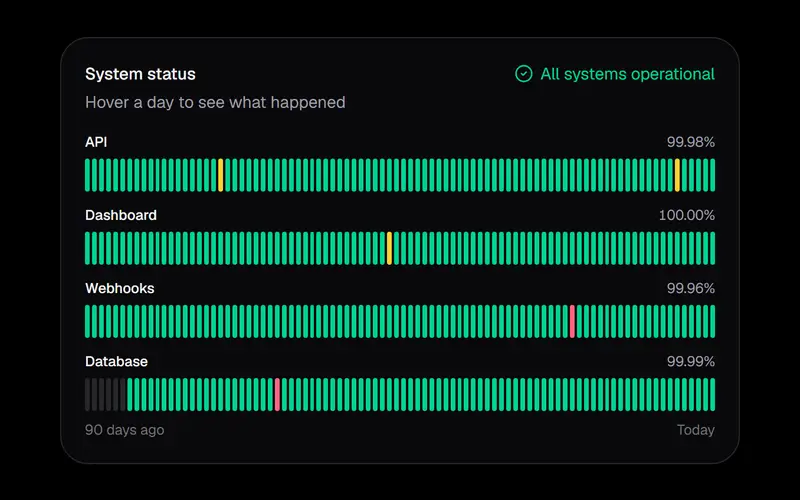 System status
All systems operational
Hover a day to see what happened
API
99.98%
Dashboard
100.00%
Webhooks
99.96%
Database
99.99%
90 days ago
Today